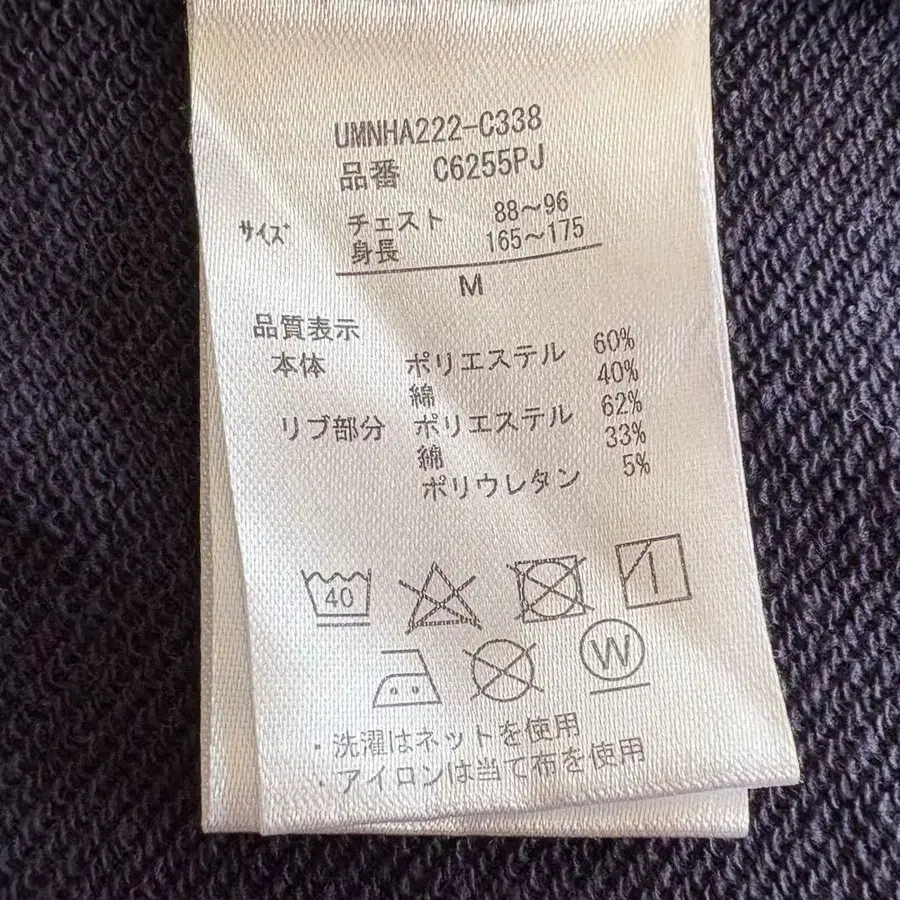 UMNHA222-C338
品番 C6255PJ
サイズ チェスト 88～96
身長 165～175
M
品質表示
本体 ポリエステル 60%
綿 40%
リブ部分 ポリエステル 62%
綿 33%
ポリウレタン 5%
40
W
・洗濯はネットを使用
・アイロンは当て布を使用